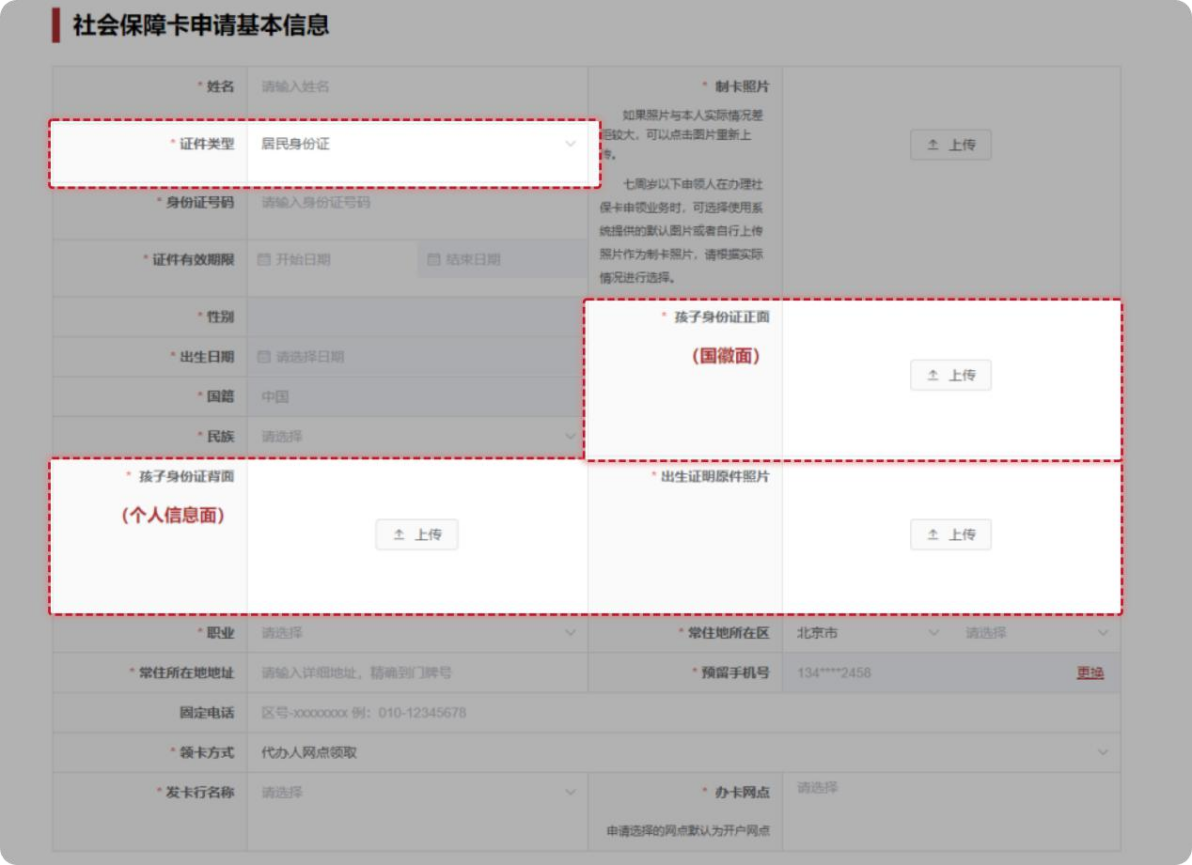 社会保障卡申请基本信息
* 姓名 请输入姓名
* 制卡照片
如果照片与本人实际情况差
距较大，可以点击图片重新上
传。
七周岁以下申领人在办理社
保卡申领业务时，可选择使用系
统提供的默认图片或者自行上传
照片作为制卡照片，请根据实际
情况进行选择。
上传
* 证件类型 居民身份证
* 身份证号码 请输入身份证号码
* 证件有效期限 开始日期 结束日期
* 性别
* 孩子身份证正面
（国徽面）
上传
* 出生日期 请选择日期
* 国籍 中国
* 民族 请选择
* 孩子身份证背面
（个人信息面）
上传
* 出生证明原件照片
上传
* 职业 请选择
* 常住地所在区 北京市 请选择
* 常住所在地地址 请输入详细地址，精确到门牌号
* 预留手机号 134****2458 更换
固定电话 区号-xxxxxxxx 例：010-12345678
* 领卡方式 代办人网点领取
* 发卡行名称 请选择
* 办卡网点 请选择
申请选择的网点默认为开户网点